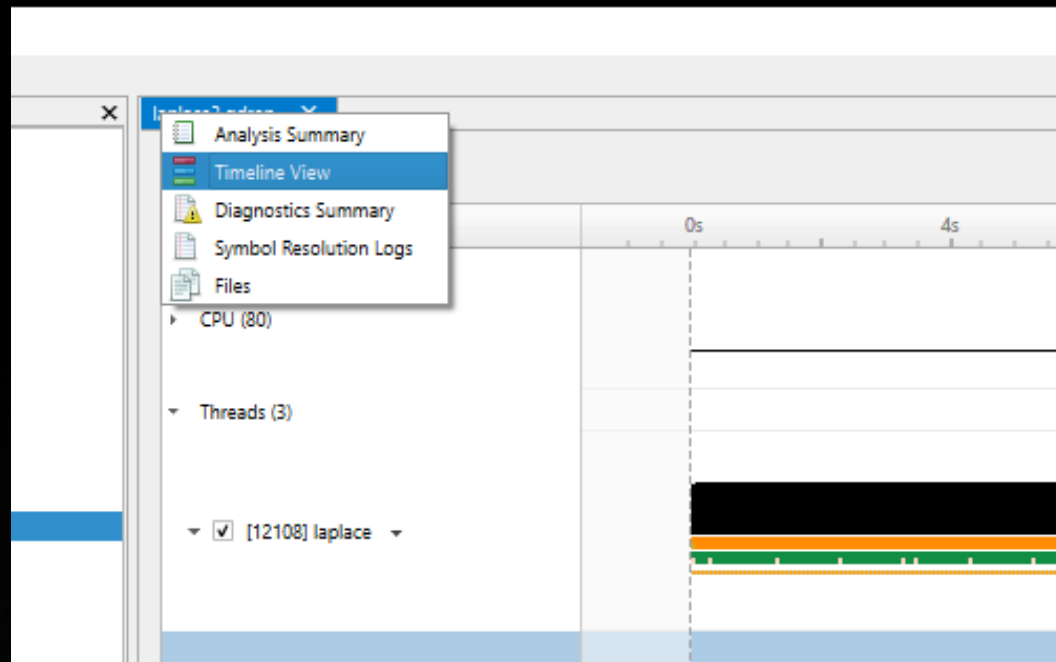 Analysis Summary
Timeline View
Diagnostics Summary
Symbol Resolution Logs
Files
0s 4s
CPU (80)
Threads (3)
[12108] laplace